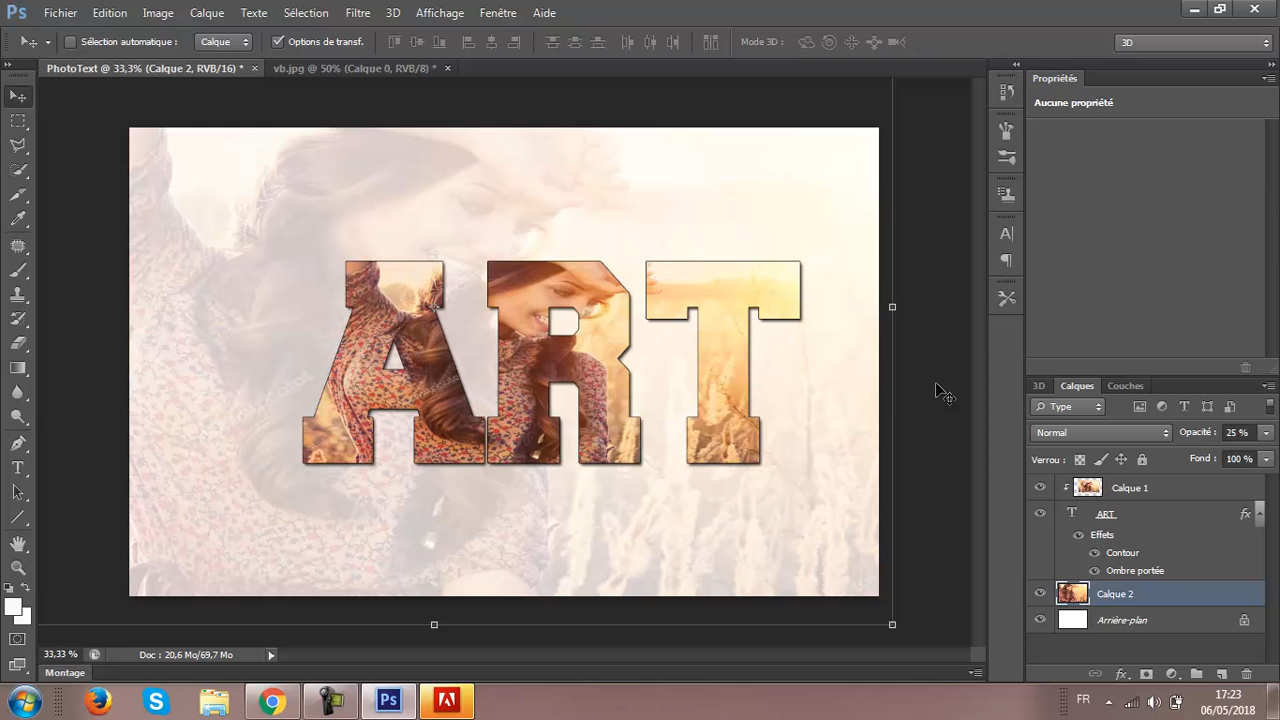 Ps Fichier Edition Image Calque Texte Sélection Filtre 3D Affichage Fenêtre Aide
Sélection automatique : Calque Options de transf. Mode 3D : 3D
PhotoText @ 33,3% (Calque 2, RVB/16) * × vb.jpg @ 50% (Calque 0, RVB/8) * ×
Propriétés
Aucune propriété
ART
3D Calques Couches
Type
Normal Opacité : 25 %
Verrou : Fond : 100 %
Calque 1
T ART fx
Effets
Contour
Ombre portée
Calque 2
Arrière-plan
33,33 % Doc : 20,6 Mo/69,7 Mo
Montage
FR 17:23
06/05/2018